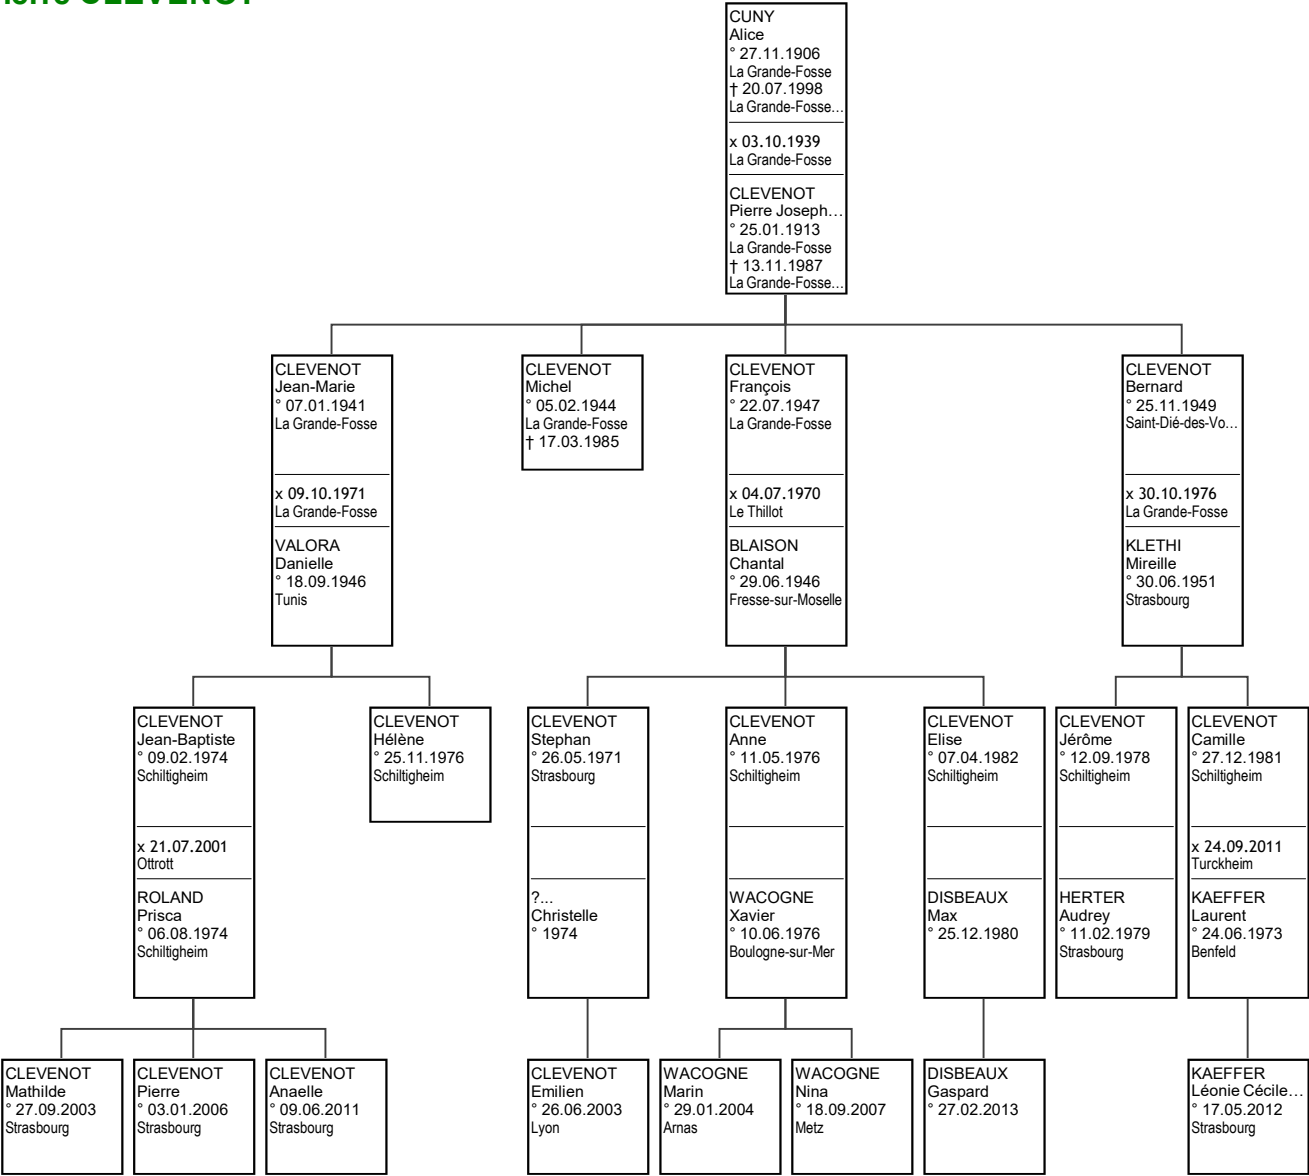 CLEVENOT
CUNY
Alice
° 27.11.1906
La Grande-Fosse
† 20.07.1998
La Grande-Fosse...
x 03.10.1939
La Grande-Fosse
CLEVENOT
Pierre Joseph...
° 25.01.1913
La Grande-Fosse
† 13.11.1987
La Grande-Fosse...
CLEVENOT
Jean-Marie
° 07.01.1941
La Grande-Fosse
x 09.10.1971
La Grande-Fosse
VALORA
Danielle
° 18.09.1946
Tunis
CLEVENOT
Michel
° 05.02.1944
La Grande-Fosse
† 17.03.1985
CLEVENOT
François
° 22.07.1947
La Grande-Fosse
x 04.07.1970
Le Thillot
BLAISON
Chantal
° 29.06.1946
Fresse-sur-Moselle
CLEVENOT
Bernard
° 25.11.1949
Saint-Dié-des-Vo...
x 30.10.1976
La Grande-Fosse
KLETHI
Mireille
° 30.06.1951
Strasbourg
CLEVENOT
Jean-Baptiste
° 09.02.1974
Schiltigheim
x 21.07.2001
Ottrott
ROLAND
Prisca
° 06.08.1974
Schiltigheim
CLEVENOT
Hélène
° 25.11.1976
Schiltigheim
CLEVENOT
Stephan
° 26.05.1971
Strasbourg
?...
Christelle
° 1974
CLEVENOT
Anne
° 11.05.1976
Schiltigheim
WACOGNE
Xavier
° 10.06.1976
Boulogne-sur-Mer
CLEVENOT
Elise
° 07.04.1982
Schiltigheim
DISBEAUX
Max
° 25.12.1980
CLEVENOT
Jérôme
° 12.09.1978
Schiltigheim
HERTER
Audrey
° 11.02.1979
Strasbourg
CLEVENOT
Camille
° 27.12.1981
Schiltigheim
x 24.09.2011
Turckheim
KAEFFER
Laurent
° 24.06.1973
Benfeld
CLEVENOT
Mathilde
° 27.09.2003
Strasbourg
CLEVENOT
Pierre
° 03.01.2006
Strasbourg
CLEVENOT
Anaelle
° 09.06.2011
Strasbourg
CLEVENOT
Emilien
° 26.06.2003
Lyon
WACOGNE
Marin
° 29.01.2004
Arnas
WACOGNE
Nina
° 18.09.2007
Metz
DISBEAUX
Gaspard
° 27.02.2013
KAEFFER
Léonie Cécile...
° 17.05.2012
Strasbourg